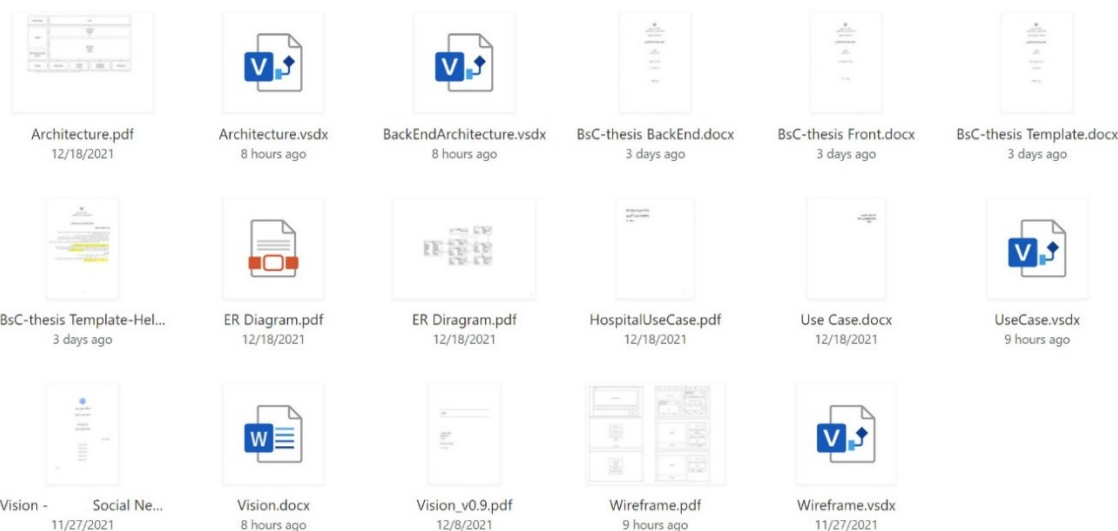 Architecture.pdf
12/18/2021
Architecture.vsdx
8 hours ago
BackEndArchitecture.vsdx
8 hours ago
BsC-thesis BackEnd.docx
3 days ago
BsC-thesis Front.docx
3 days ago
BsC-thesis Template.docx
3 days ago
BsC-thesis Template-Hel...
3 days ago
ER Diagram.pdf
12/18/2021
ER Diragram.pdf
12/18/2021
HospitalUseCase.pdf
12/18/2021
Use Case.docx
12/18/2021
UseCase.vsdx
9 hours ago
Vision - Social Ne...
11/27/2021
Vision.docx
8 hours ago
Vision_v0.9.pdf
12/8/2021
Wireframe.pdf
9 hours ago
Wireframe.vsdx
11/27/2021